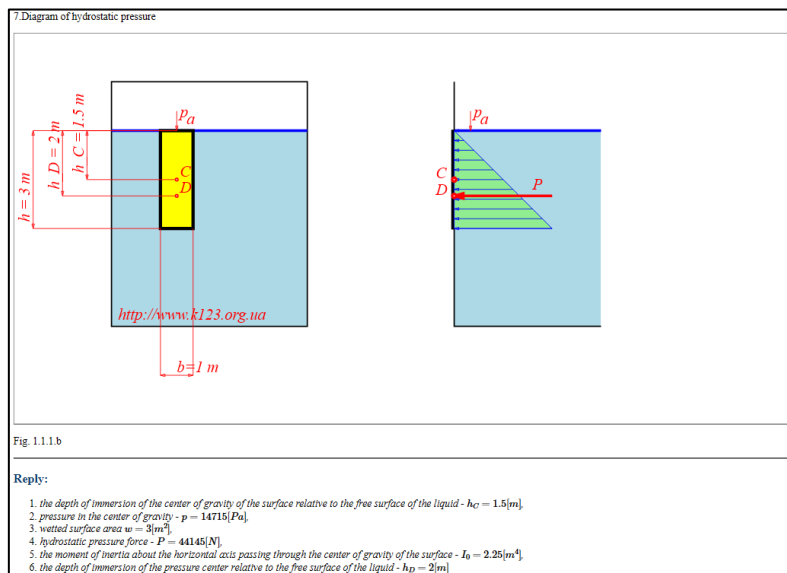 7.Diagram of hydrostatic pressure
pa
pa
h = 3 m
h D = 2 m
h C = 1.5 m
C
D
C
D
P
http://www.k123.org.ua
b=1 m
Fig. 1.1.1.b
Reply:
1. the depth of immersion of the center of gravity of the surface relative to the free surface of the liquid - h_C = 1.5[m],
2. pressure in the center of gravity - p = 14715[Pa],
3. wetted surface area w = 3[m²],
4. hydrostatic pressure force - P = 44145[N],
5. the moment of inertia about the horizontal axis passing through the center of gravity of the surface - I₀ = 2.25[m⁴],
6. the depth of immersion of the pressure center relative to the free surface of the liquid - h_D = 2[m]